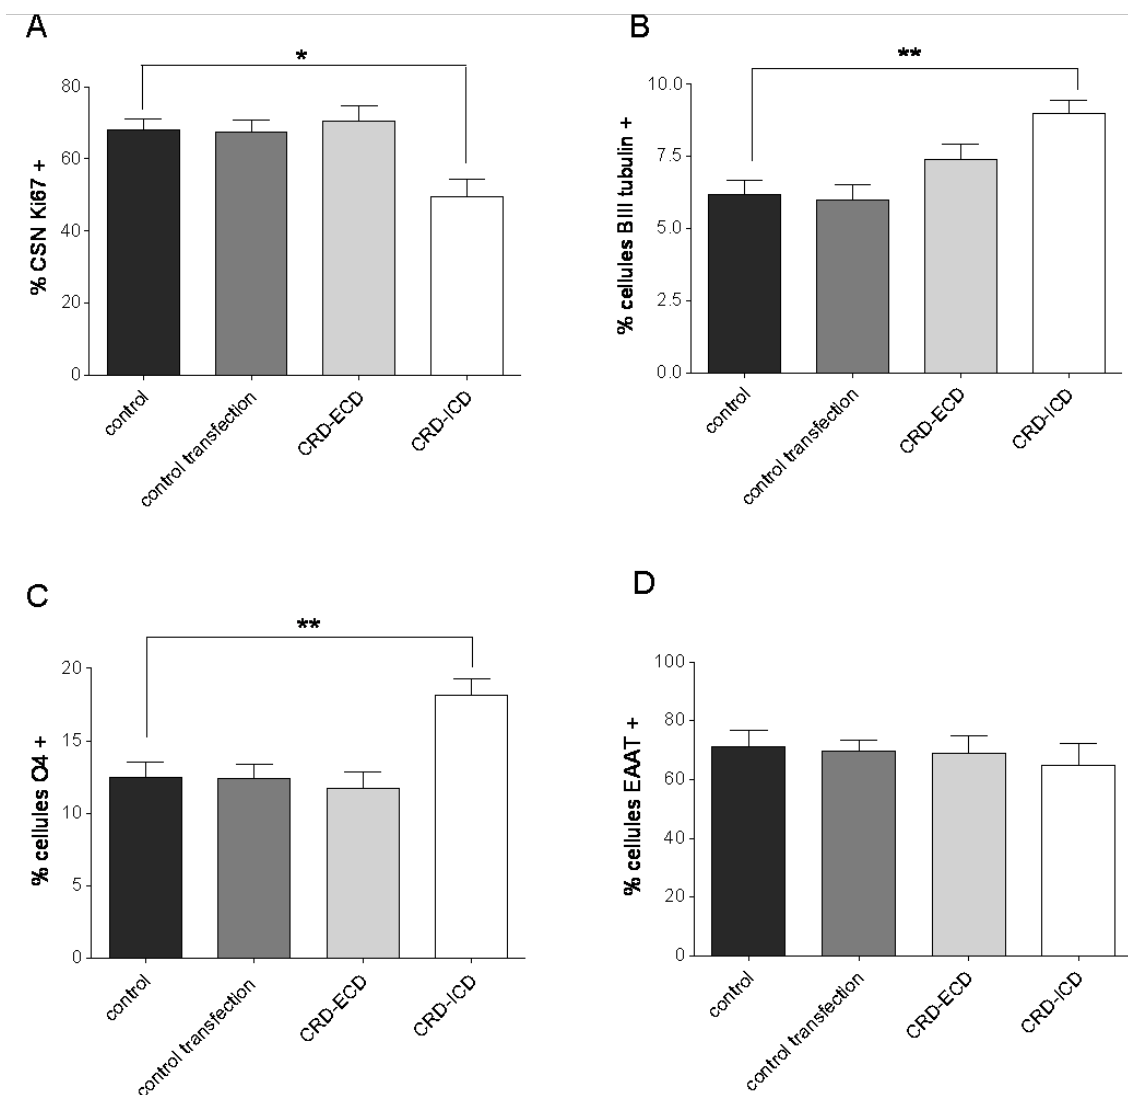 A
*
80
60
40
20
0
% CSN Ki67 +
control
control transfection
CRD-ECD
CRD-ICD
B
**
10.0
7.5
5.0
2.5
0.0
% cellules BIII tubulin +
control
control transfection
CRD-ECD
CRD-ICD
C
**
20
15
10
5
0
% cellules O4 +
control
control transfection
CRD-ECD
CRD-ICD
D
100
80
60
40
20
0
% cellules EAAT +
control
control transfection
CRD-ECD
CRD-ICD